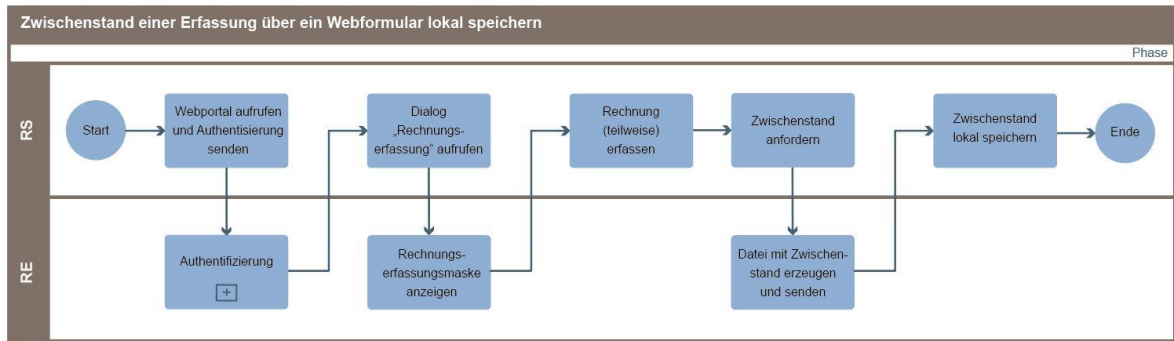 Zwischenstand einer Erfassung über ein Webformular lokal speichern
Phase
RS
Start
Webportal aufrufen
und Authentisierung
senden
Dialog
„Rechnungs-
erfassung“ aufrufen
Rechnung
(teilweise)
erfassen
Zwischenstand
anfordern
Zwischenstand
lokal speichern
Ende
RE
Authentifizierung
Rechnungs-
erfassungsmaske
anzeigen
Datei mit Zwischen-
stand erzeugen
und senden